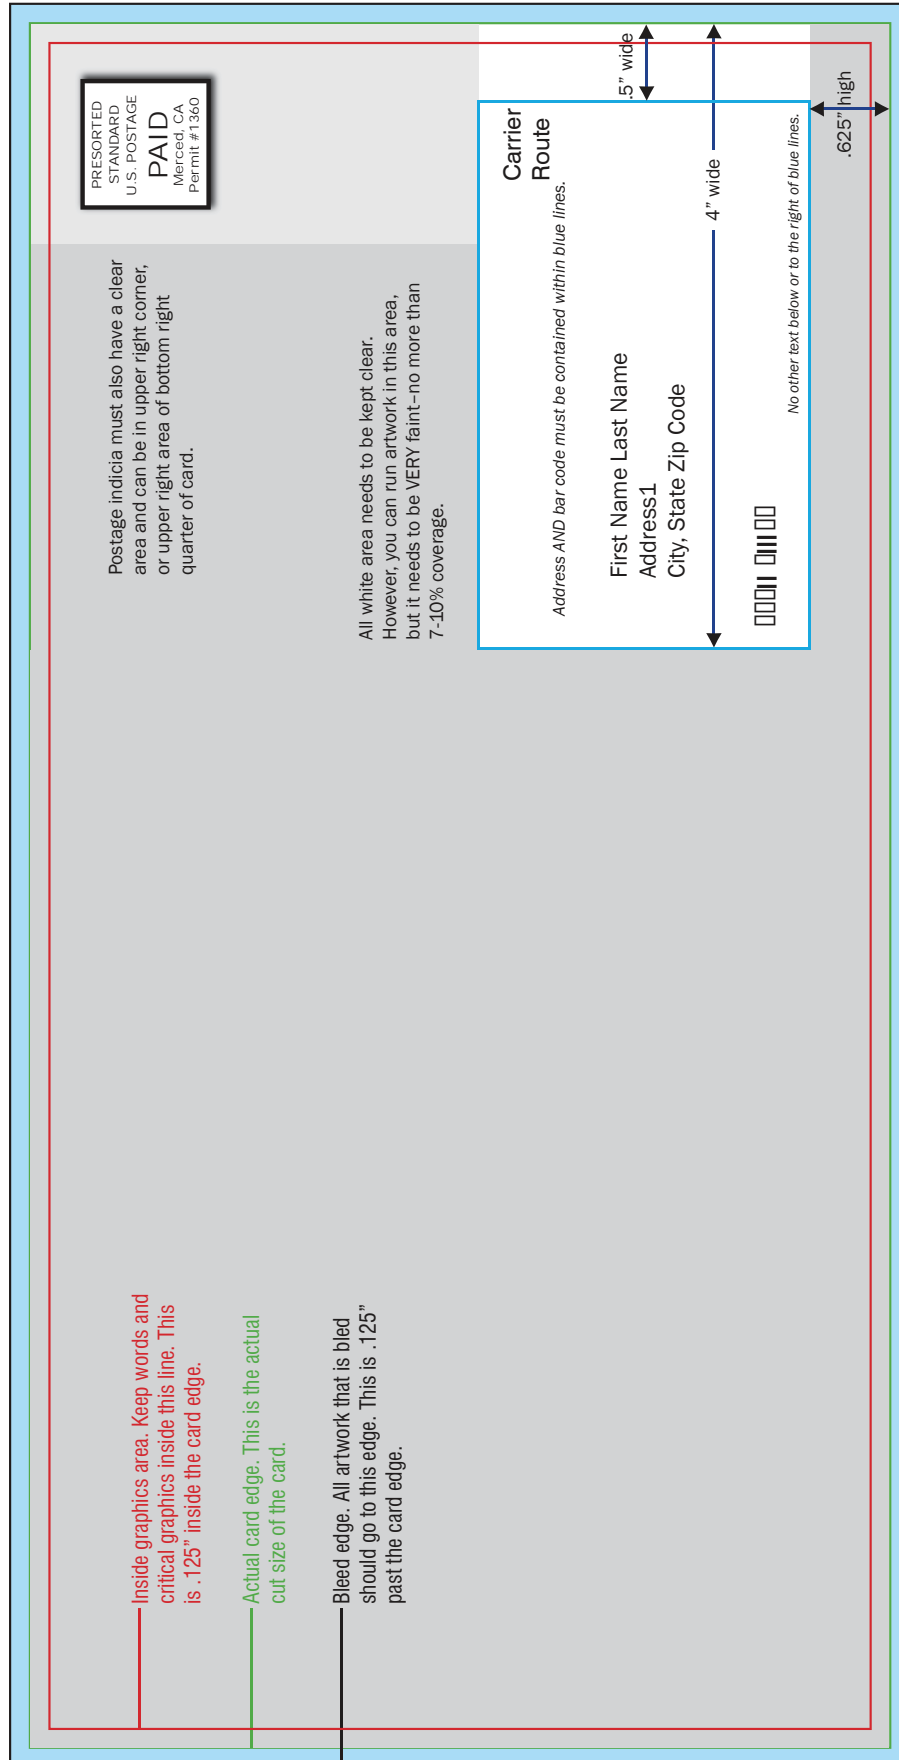 Inside graphics area. Keep words and
critical graphics inside this line. This
is .125” inside the card edge.
Actual card edge. This is the actual
cut size of the card.
Bleed edge. All artwork that is bled
should go to this edge. This is .125”
past the card edge.
Postage indicia must also have a clear
area and can be in upper right corner,
or upper right area of bottom right
quarter of card.
PRESORTED
STANDARD
U.S. POSTAGE
PAID
Merced, CA
Permit #1360
All white area needs to be kept clear.
However, you can run artwork in this area,
but it needs to be VERY faint–no more than
7-10% coverage.
Carrier
Route
Address AND bar code must be contained within blue lines.
First Name Last Name
Address1
City, State Zip Code
.5” wide
4” wide
No other text below or to the right of blue lines.
.625” high